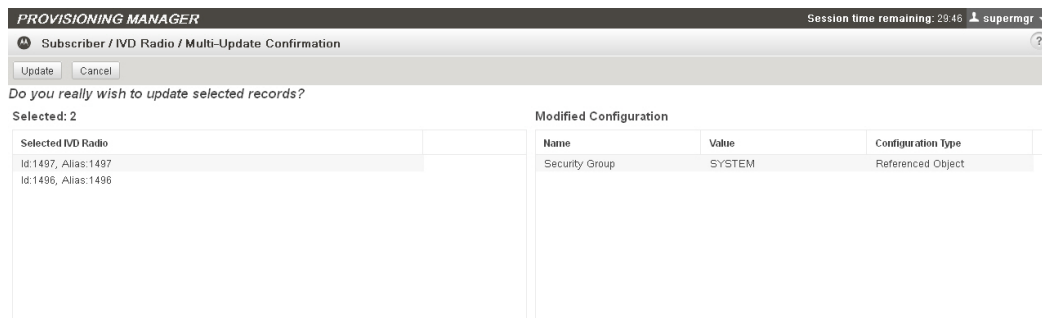 PROVISIONING MANAGER Session time remaining: 29:46 supermgr
Subscriber / IVD Radio / Multi-Update Confirmation ?
Update Cancel
Do you really wish to update selected records?
Selected: 2 Modified Configuration
Selected IVD Radio Name Value Configuration Type
Id:1497, Alias:1497 Security Group SYSTEM Referenced Object
Id:1496, Alias:1496